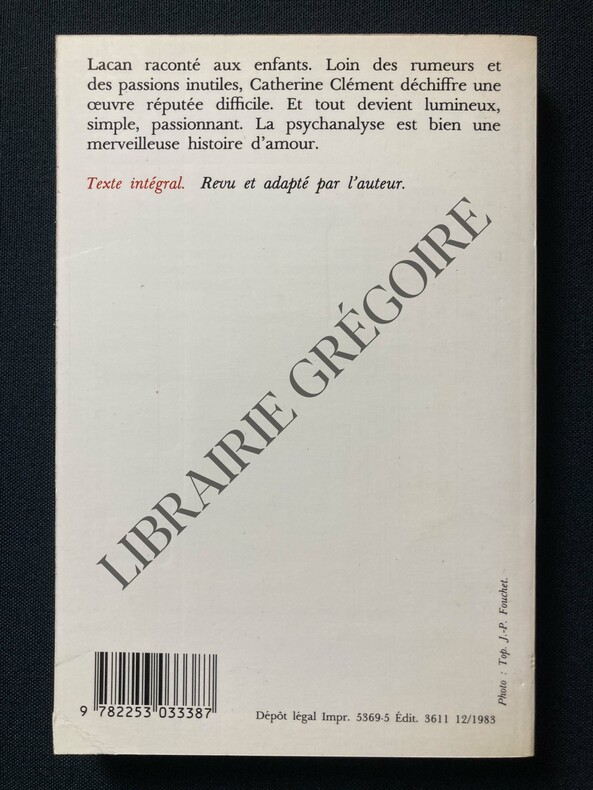 Lacan raconté aux enfants. Loin des rumeurs et
des passions inutiles, Catherine Clément déchiffre une
œuvre réputée difficile. Et tout devient lumineux,
simple, passionnant. La psychanalyse est bien une
merveilleuse histoire d'amour.
Texte intégral. Revu et adapté par l'auteur.
LIBRAIRIE GRÉGOIRE
Photo : Top. J.-P. Fouchet.
9 782253 033387
Dépôt légal Impr. 5369-5 Édit. 3611 12/1983